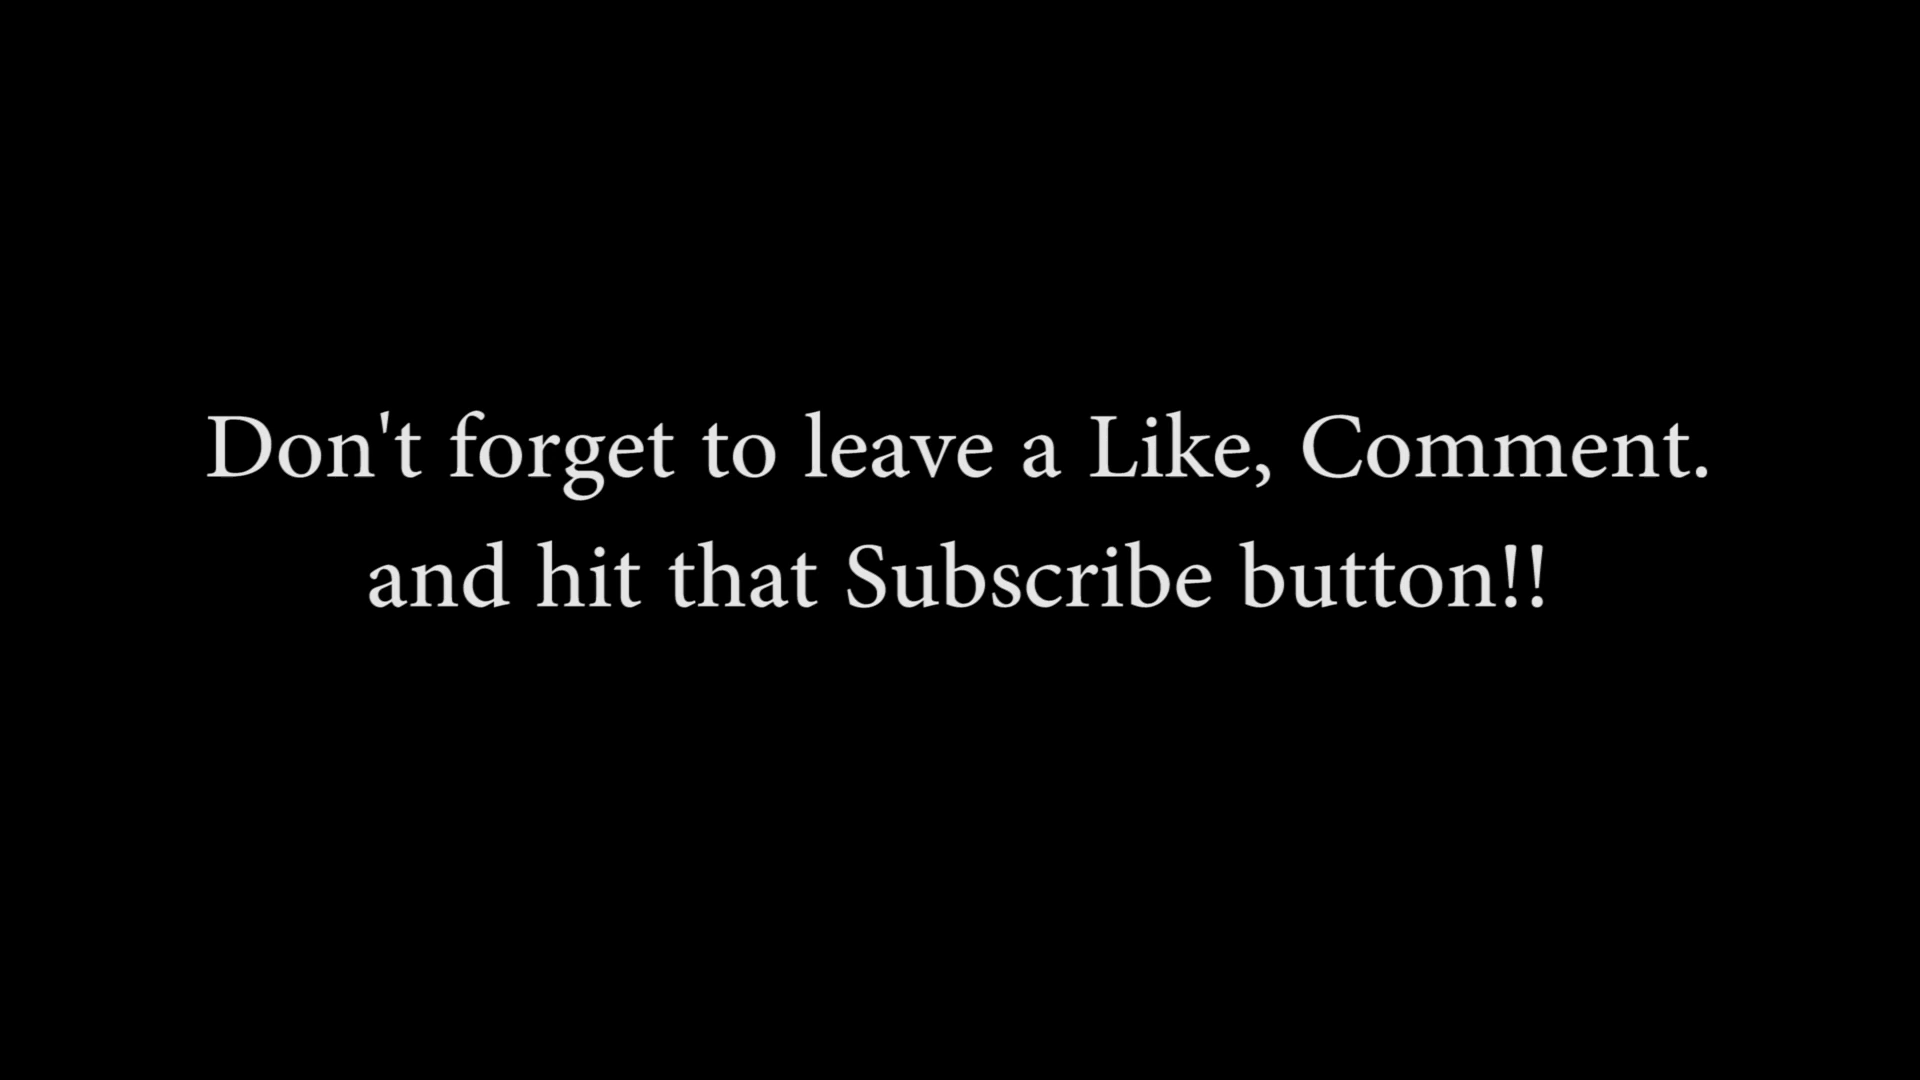 Don't forget to leave a Like, Comment.
and hit that Subscribe button!!